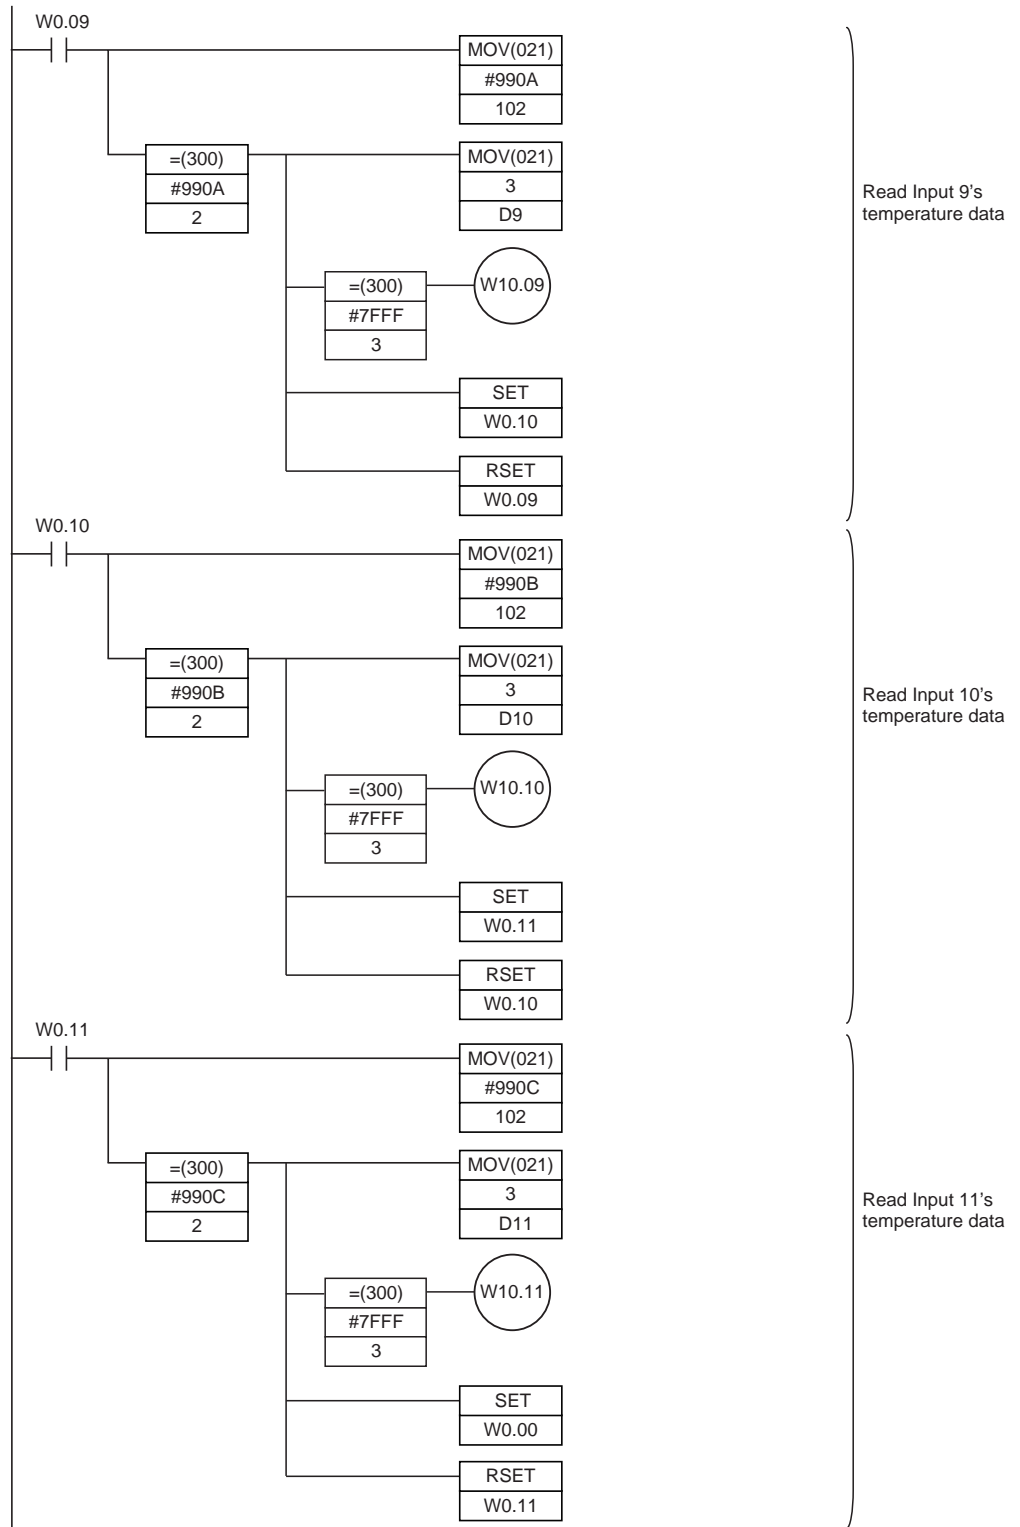 W0.09
MOV(021)
#990A
102
=(300)
#990A
2
MOV(021)
3
D9
Read Input 9's
temperature data
=(300)
#7FFF
3
W10.09
SET
W0.10
RSET
W0.09
W0.10
MOV(021)
#990B
102
=(300)
#990B
2
MOV(021)
3
D10
Read Input 10's
temperature data
=(300)
#7FFF
3
W10.10
SET
W0.11
RSET
W0.10
W0.11
MOV(021)
#990C
102
=(300)
#990C
2
MOV(021)
3
D11
Read Input 11's
temperature data
=(300)
#7FFF
3
W10.11
SET
W0.00
RSET
W0.11